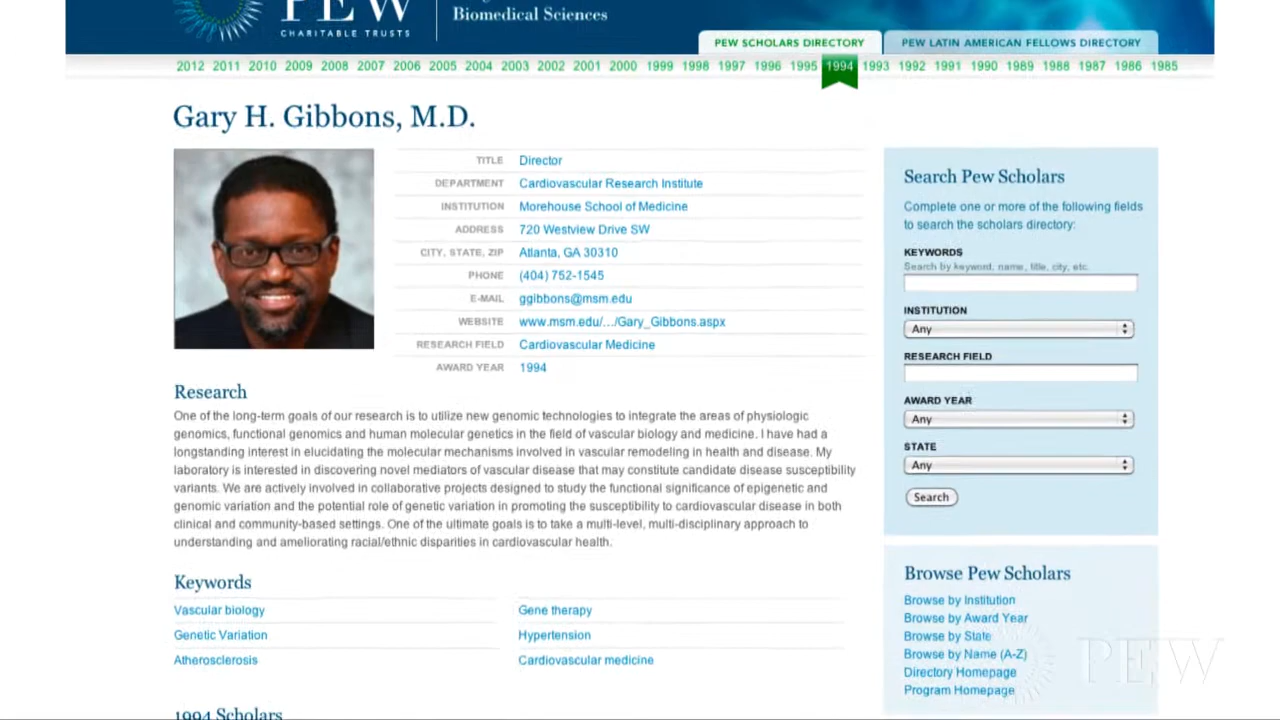 PEW
CHARITABLE TRUSTS
Biomedical Sciences
PEW SCHOLARS DIRECTORY
PEW LATIN AMERICAN FELLOWS DIRECTORY
2012 2011 2010 2009 2008 2007 2006 2005 2004 2003 2002 2001 2000 1999 1998 1997 1996 1995 1994 1993 1992 1991 1990 1989 1988 1987 1986 1985
Gary H. Gibbons, M.D.
TITLE Director
DEPARTMENT Cardiovascular Research Institute
INSTITUTION Morehouse School of Medicine
ADDRESS 720 Westview Drive SW
CITY, STATE, ZIP Atlanta, GA 30310
PHONE (404) 752-1545
E-MAIL ggibbons@msm.edu
WEBSITE www.msm.edu/.../Gary_Gibbons.aspx
RESEARCH FIELD Cardiovascular Medicine
AWARD YEAR 1994
Research
One of the long-term goals of our research is to utilize new genomic technologies to integrate the areas of physiologic
genomics, functional genomics and human molecular genetics in the field of vascular biology and medicine. I have had a
longstanding interest in elucidating the molecular mechanisms involved in vascular remodeling in health and disease. My
laboratory is interested in discovering novel mediators of vascular disease that may constitute candidate disease susceptibility
variants. We are actively involved in collaborative projects designed to study the functional significance of epigenetic and
genomic variation and the potential role of genetic variation in promoting the susceptibility to cardiovascular disease in both
clinical and community-based settings. One of the ultimate goals is to take a multi-level, multi-disciplinary approach to
understanding and ameliorating racial/ethnic disparities in cardiovascular health.
Keywords
Vascular biology
Gene therapy
Genetic Variation
Hypertension
Atherosclerosis
Cardiovascular medicine
1994 Scholars
Search Pew Scholars
Complete one or more of the following fields
to search the scholars directory:
KEYWORDS
Search by keyword, name, title, city, etc.
INSTITUTION
Any
RESEARCH FIELD
AWARD YEAR
Any
STATE
Any
Search
Browse Pew Scholars
Browse by Institution
Browse by Award Year
Browse by State
Browse by Name (A-Z)
Directory Homepage
Program Homepage
PEW